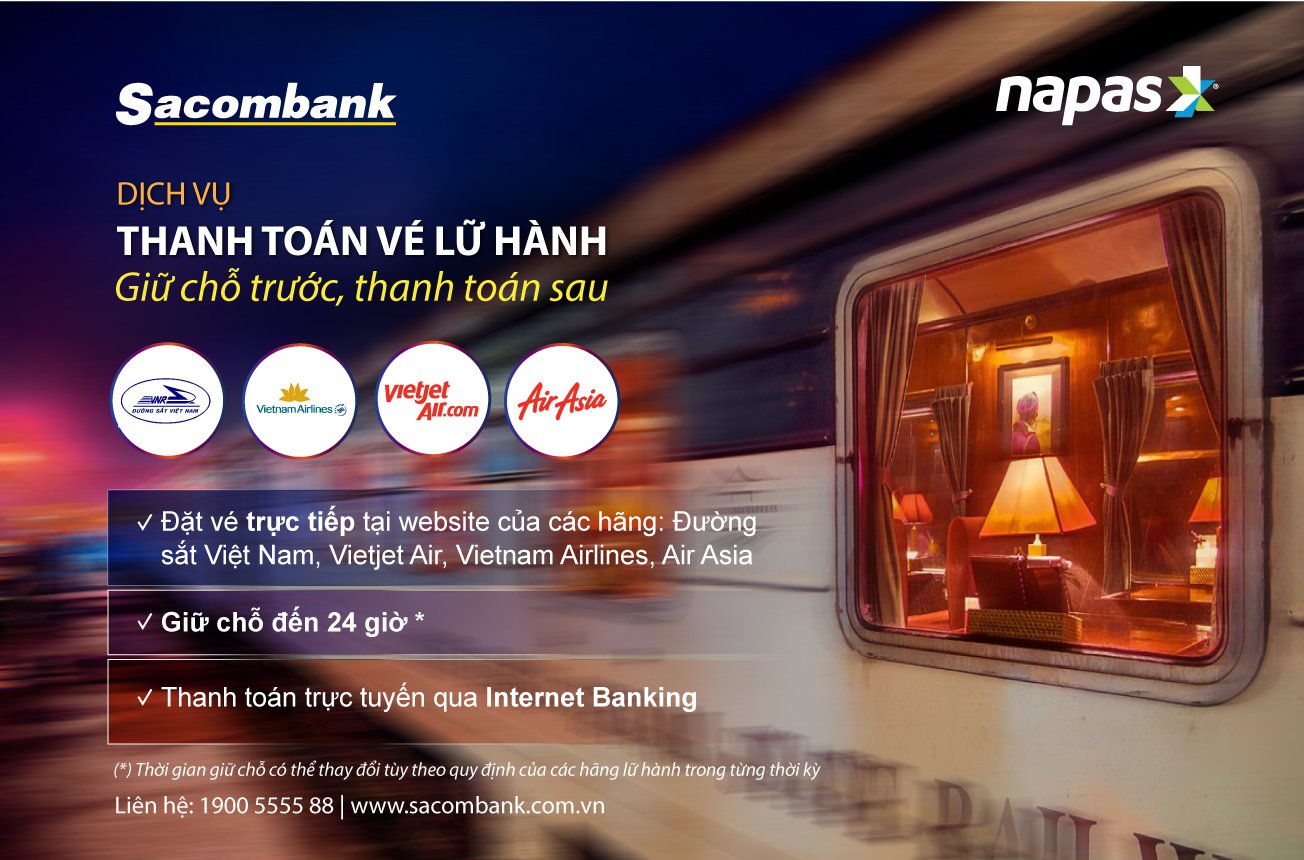 Sacombank
napas
DỊCH VỤ
THANH TOÁN VÉ LỮ HÀNH
Giữ chỗ trước, thanh toán sau
VNR
ĐƯỜNG SẮT VIỆT NAM
Vietnam Airlines
vietjet
Air.com
AirAsia
✓ Đặt vé trực tiếp tại website của các hãng: Đường
sắt Việt Nam, Vietjet Air, Vietnam Airlines, Air Asia
✓ Giữ chỗ đến 24 giờ *
✓ Thanh toán trực tuyến qua Internet Banking
(*) Thời gian giữ chỗ có thể thay đổi tùy theo quy định của các hãng lữ hành trong từng thời kỳ
Liên hệ: 1900 5555 88 | www.sacombank.com.vn